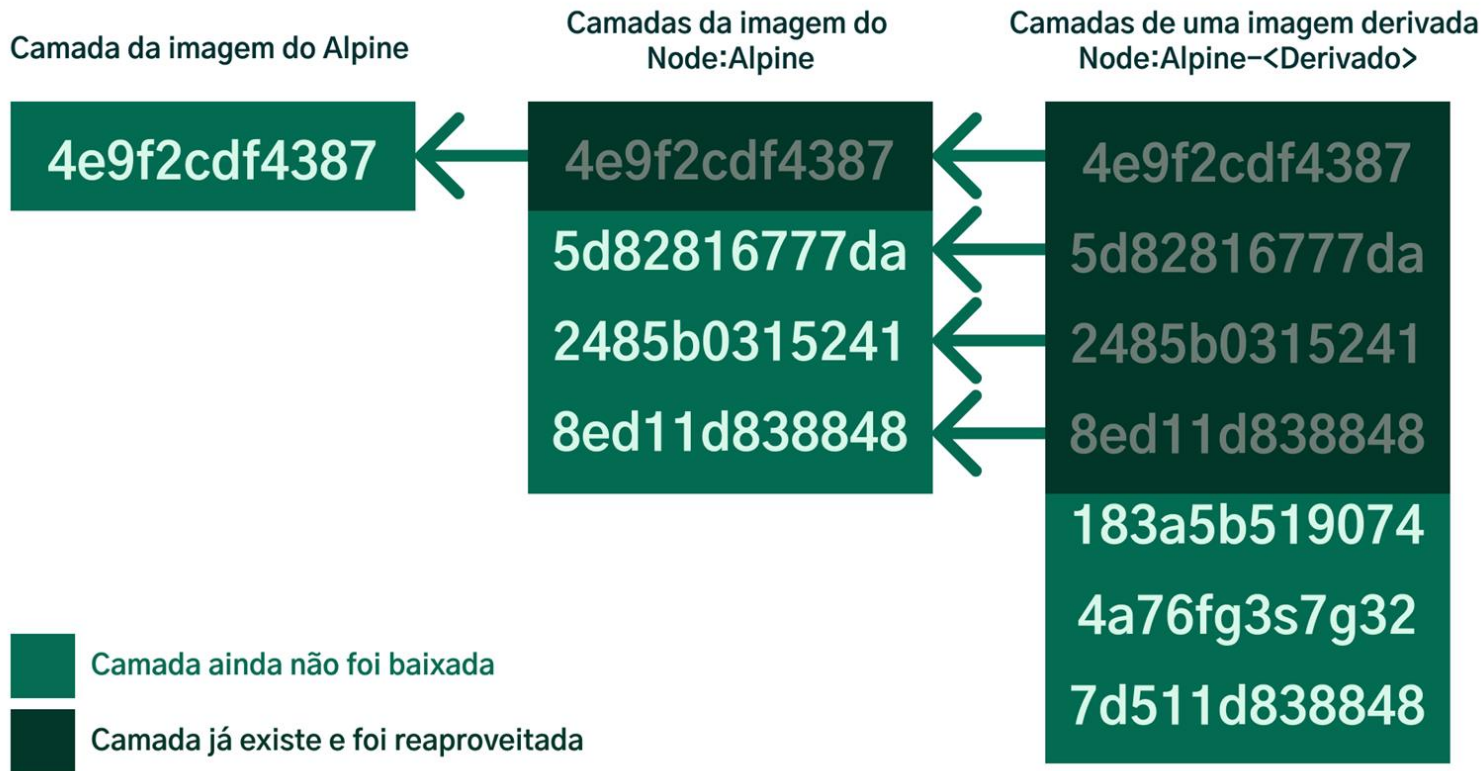 Camada da imagem do Alpine
4e9f2cdf4387
Camadas da imagem do
Node:Alpine
4e9f2cdf4387
5d82816777da
2485b0315241
8ed11d838848
Camadas de uma imagem derivada
Node:Alpine-<Derivado>
4e9f2cdf4387
5d82816777da
2485b0315241
8ed11d838848
183a5b519074
4a76fg3s7g32
7d511d838848
Camada ainda não foi baixada
Camada já existe e foi reaproveitada